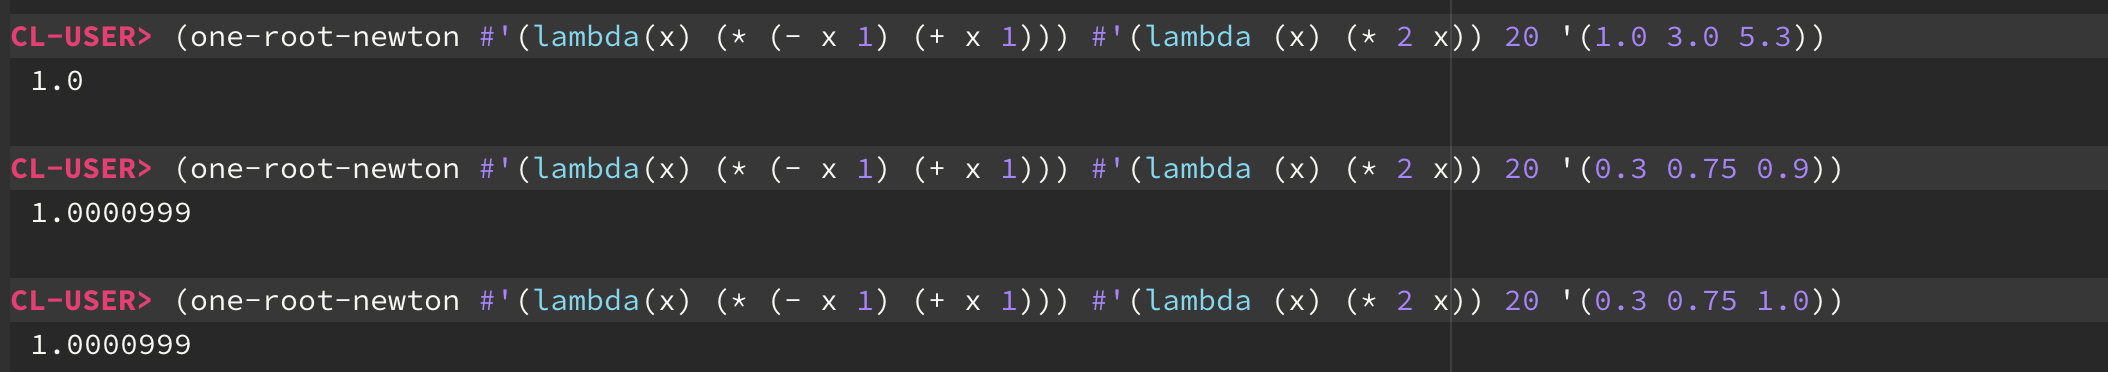 CL-USER> (one-root-newton #'(lambda(x) (* (- x 1) (+ x 1))) #'(lambda (x) (* 2 x)) 20 '(1.0 3.0 5.3))
1.0
CL-USER> (one-root-newton #'(lambda(x) (* (- x 1) (+ x 1))) #'(lambda (x) (* 2 x)) 20 '(0.3 0.75 0.9))
1.0000999
CL-USER> (one-root-newton #'(lambda(x) (* (- x 1) (+ x 1))) #'(lambda (x) (* 2 x)) 20 '(0.3 0.75 1.0))
1.0000999